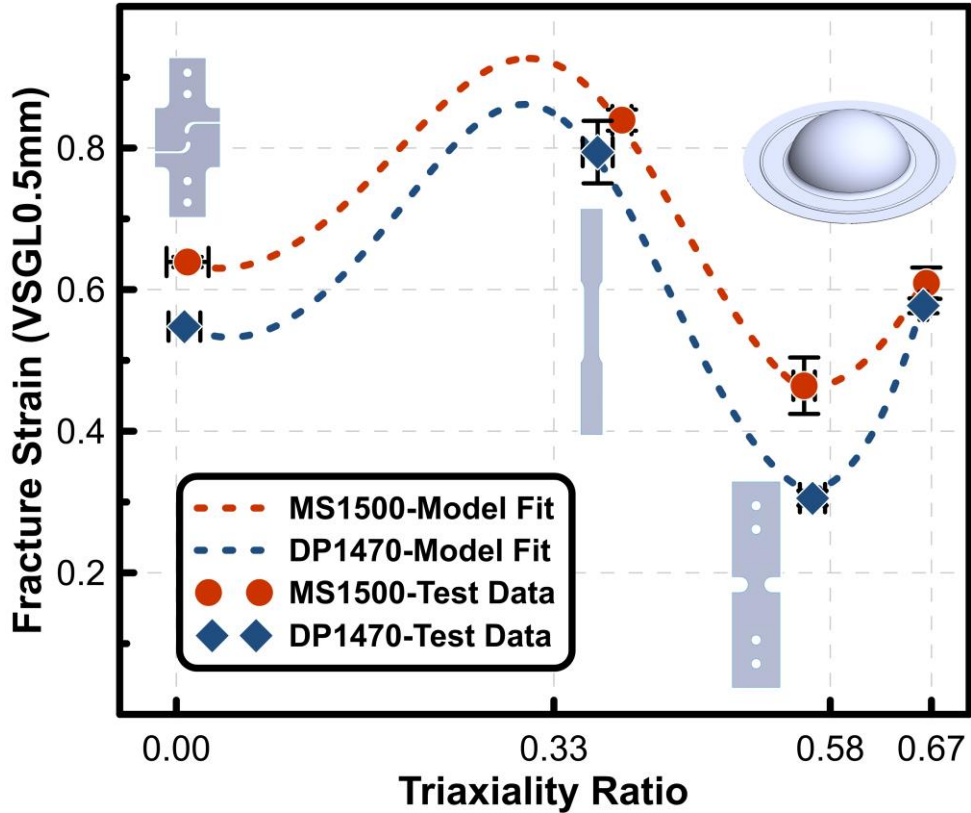 Fracture Strain (VSGL0.5mm)
0.8
0.6
0.4
0.2
MS1500-Model Fit
DP1470-Model Fit
MS1500-Test Data
DP1470-Test Data
0.00 0.33 0.58 0.67
Triaxiality Ratio